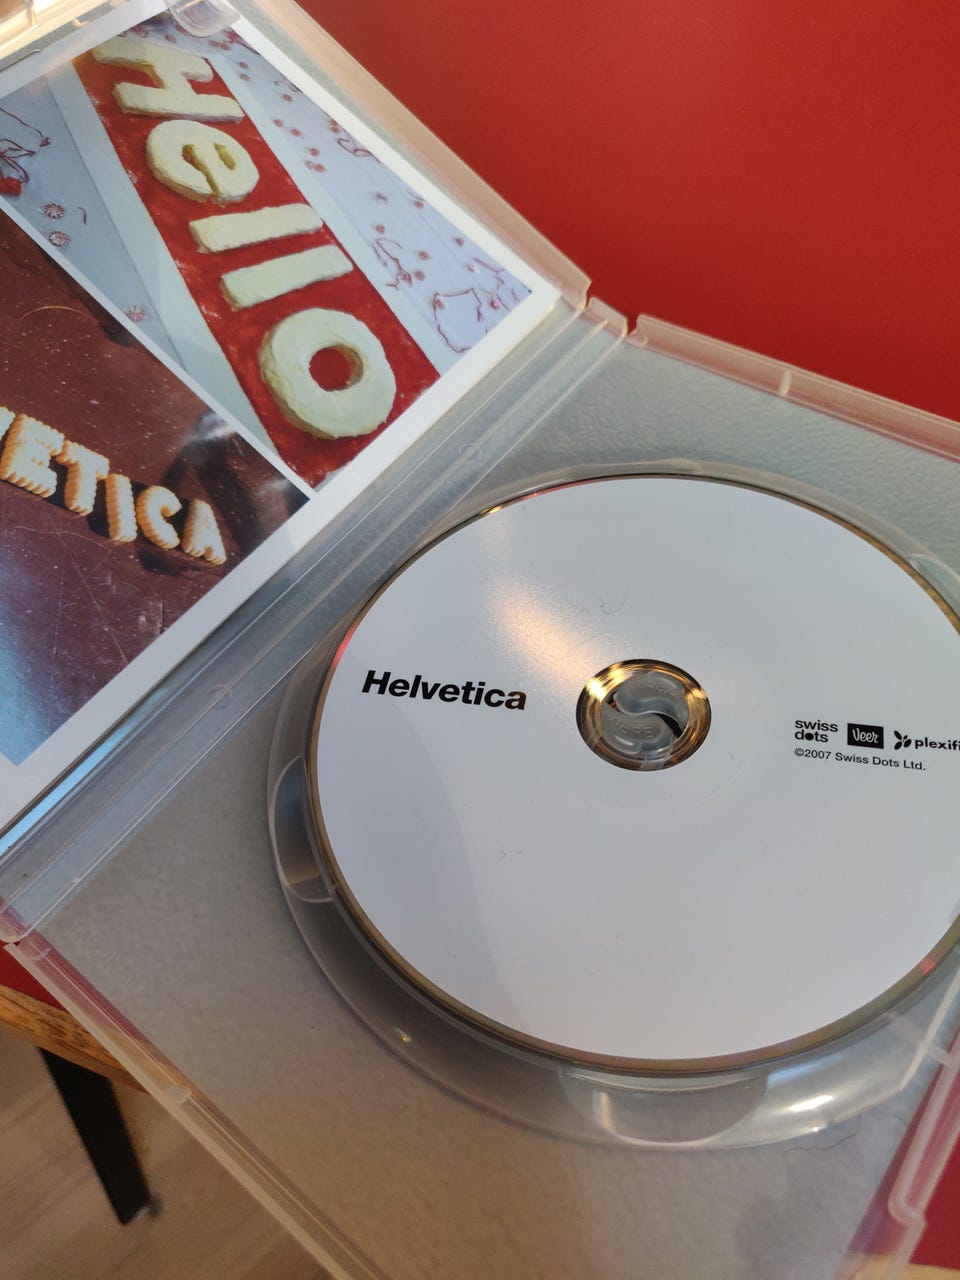 Hello
ETICA
Helvetica
swiss
dots
Veer
plexifi
©2007 Swiss Dots Ltd.